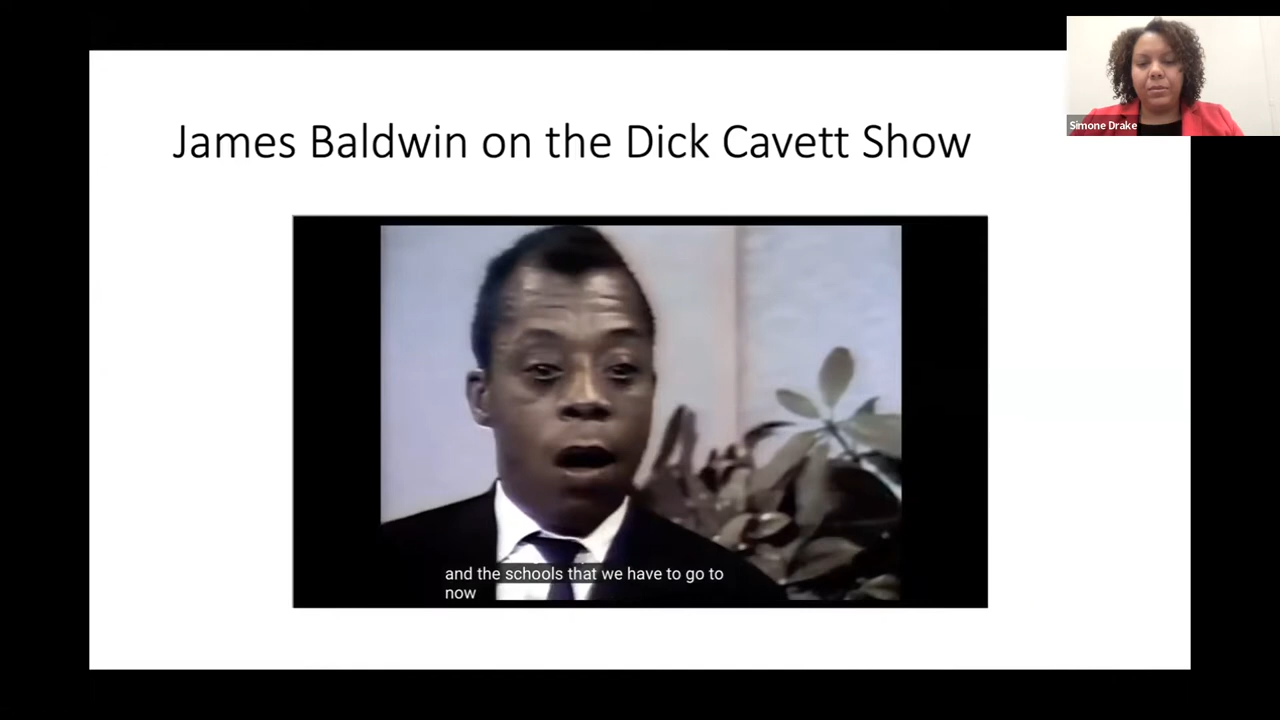 James Baldwin on the Dick Cavett Show
Simone Drake
and the schools that we have to go to
now